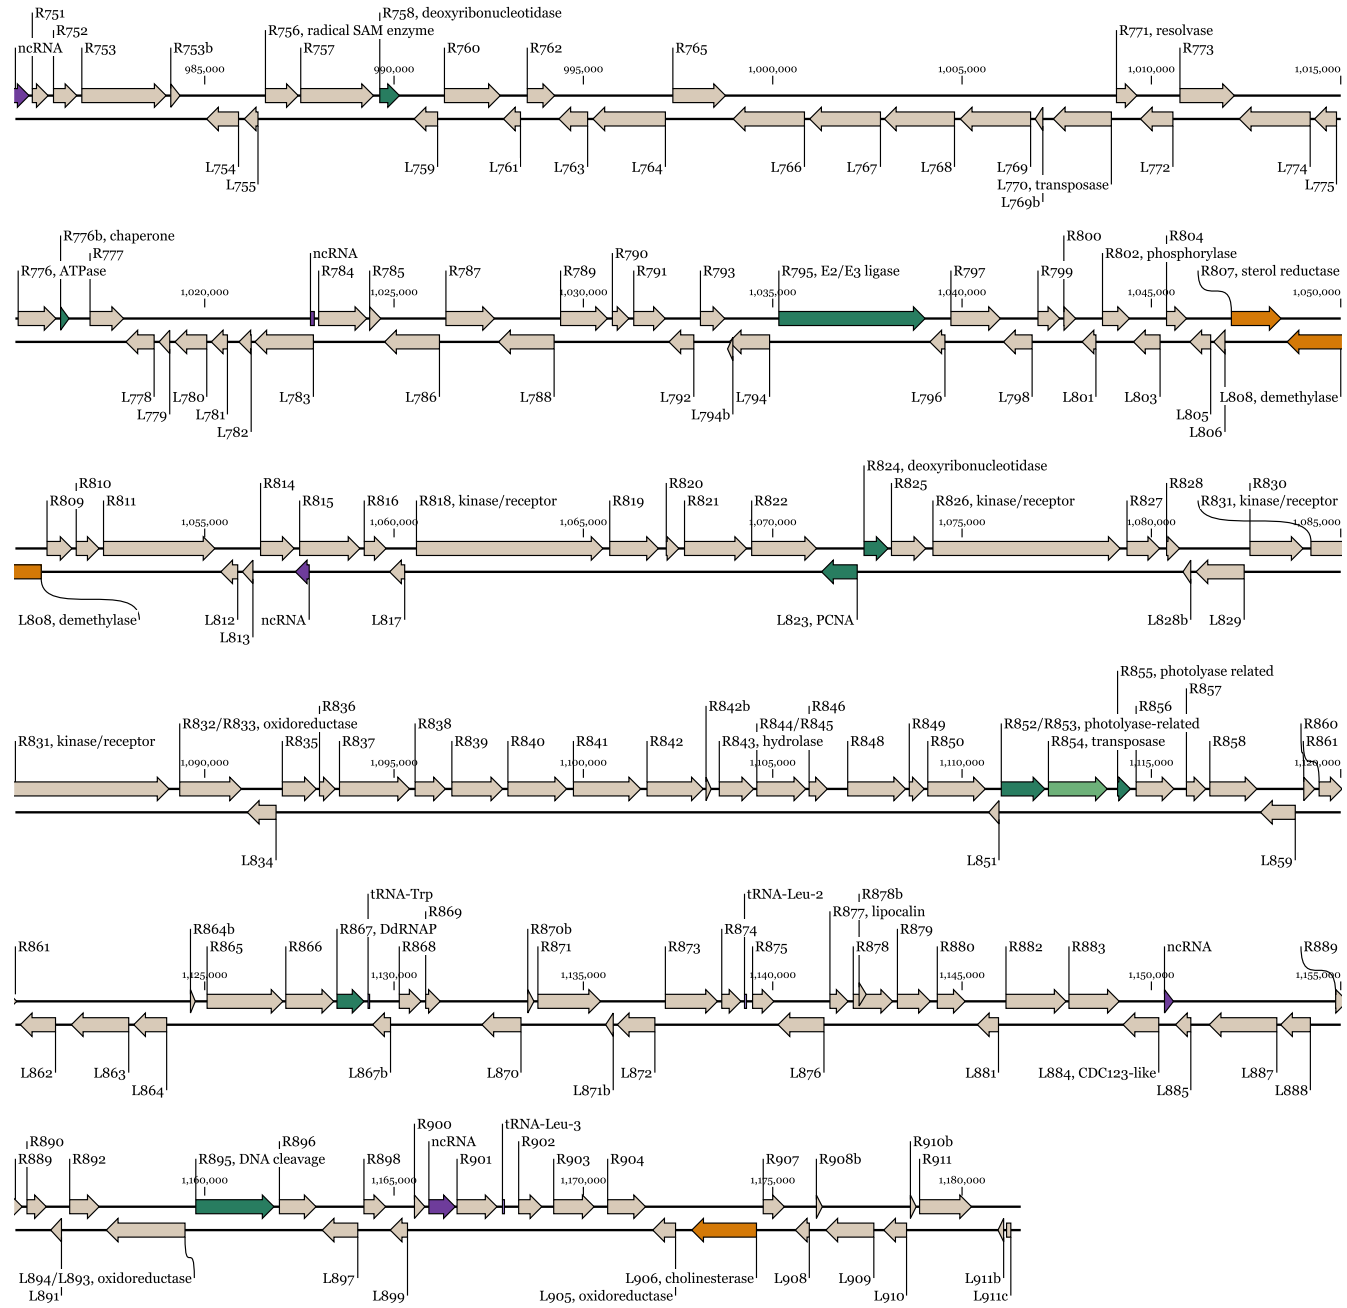 R751 R758, deoxyribonucleotidase
R752 R756, radical SAM enzyme R771, resolvase
ncRNA R753 R753b R757 R760 R762 R765 R773
985,000 990,000 995,000 1,000,000 1,005,000 1,010,000 1,015,000
L754 L759 L761 L763 L764 L766 L767 L768 L769 L772 L774
L755 L770, transposase L775
L769b
R776b, chaperone R800 R804
R777 ncRNA R790 R802, phosphorylase
R776, ATPase R784 R785 R787 R789 R791 R793 R795, E2/E3 ligase R797 R799 R807, sterol reductase
1,020,000 1,025,000 1,030,000 1,035,000 1,040,000 1,045,000 1,050,000
L778 L780 L783 L786 L788 L792 L794 L796 L798 L801 L803 L808, demethylase
L779 L781 L794b L805
L782 L806
R824, deoxyribonucleotidase
R810 R814 R820 R825 R828 R830
R809 R811 R815 R816 R818, kinase/receptor R819 R821 R822 R826, kinase/receptor R827 R831, kinase/receptor
1,055,000 1,060,000 1,065,000 1,070,000 1,075,000 1,080,000 1,085,000
L808, demethylase L812 ncRNA L817 L823, PCNA L828b L829
L813
R855, photolyase related
R857
R836 R842b R846 R856
R832/R833, oxidoreductase R838 R844/R845 R849 R852/R853, photolyase-related R860
R831, kinase/receptor R835 R837 R839 R840 R841 R842 R843, hydrolase R848 R850 R854, transposase R858 R861
1,090,000 1,095,000 1,100,000 1,105,000 1,110,000 1,115,000 1,120,000
L834 L851 L859
tRNA-Trp tRNA-Leu-2 R878b
R869 R877, lipocalin
R864b R867, DdRNAP R870b R874 R879
R861 R865 R866 R868 R871 R873 R875 R878 R880 R882 R883 ncRNA R889
1,125,000 1,130,000 1,135,000 1,140,000 1,145,000 1,150,000 1,155,000
L862 L863 L867b L870 L872 L876 L881 L884, CDC123-like L887
L864 L871b L885 L888
R900 tRNA-Leu-3
R890 R896 ncRNA R902 R910b
R889 R892 R895, DNA cleavage R898 R901 R903 R904 R907 R908b R911
1,160,000 1,165,000 1,170,000 1,175,000 1,180,000
L894/L893, oxidoreductase L897 L906, cholinesterase L908 L909 L911b
L891 L899 L905, oxidoreductase L910 L911c